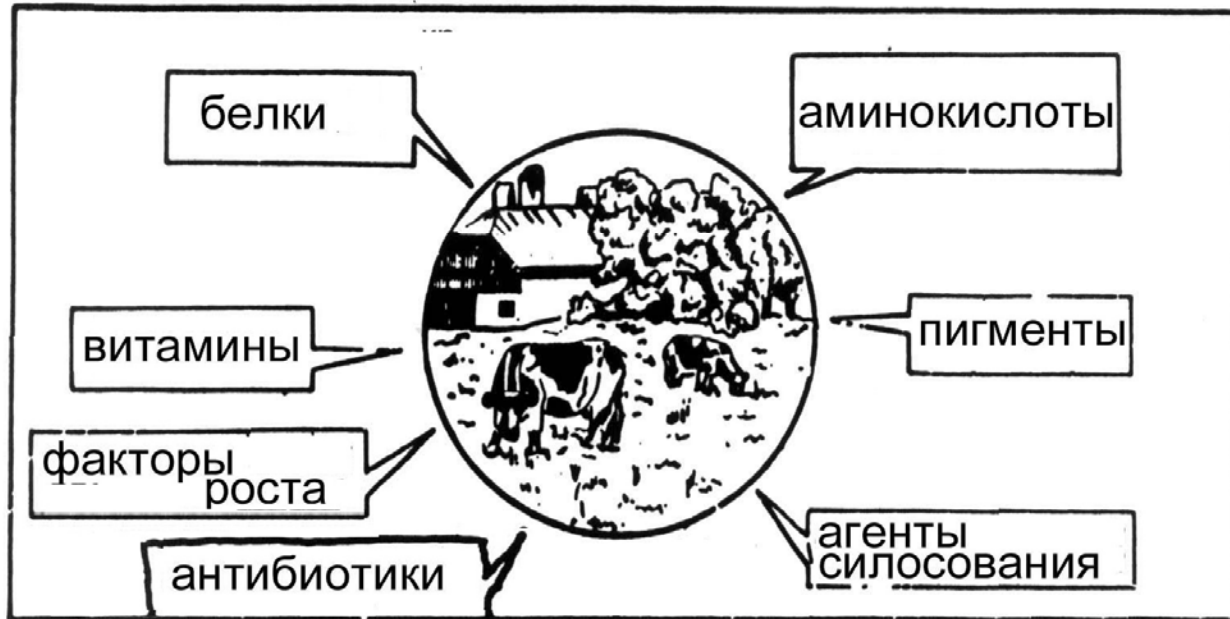 белки
аминокислоты
витамины
пигменты
факторы
роста
антибиотики
агенты
силосования